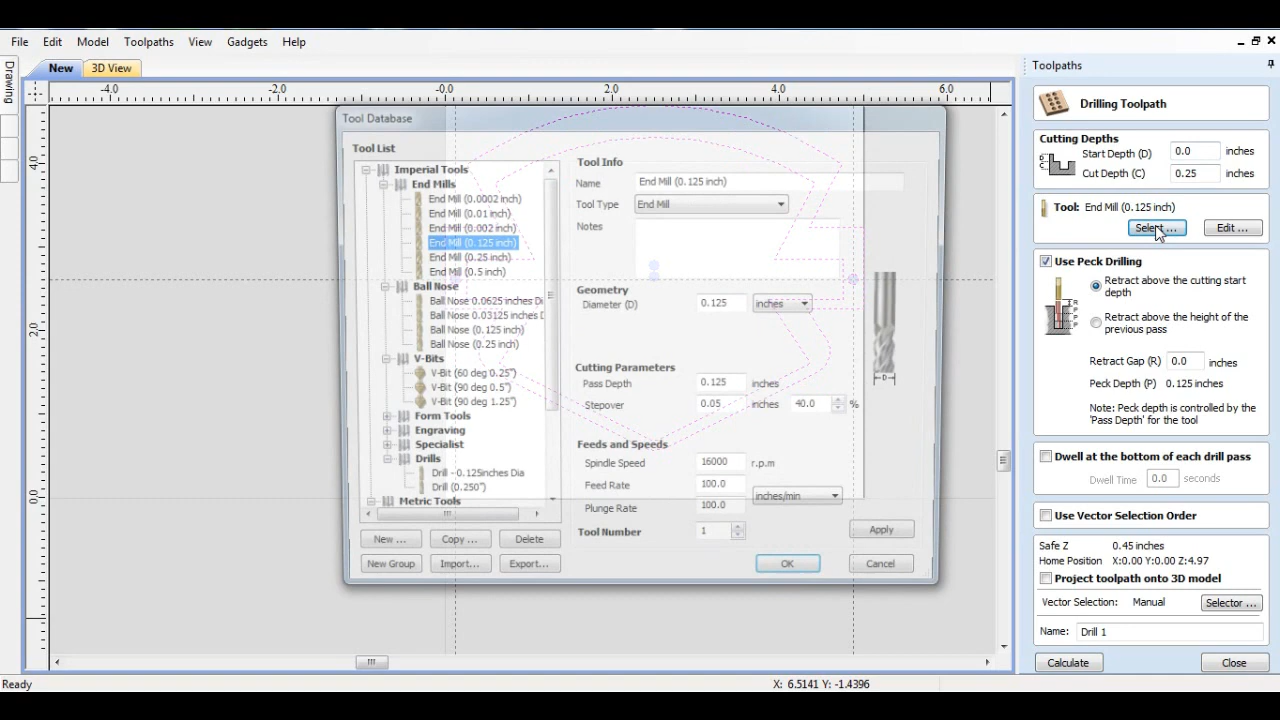 File Edit Model Toolpaths View Gadgets Help
Drawing
New 3D View
-4.0 -2.0 -0.0 2.0 4.0 6.0
4.0
2.0
0.0
Tool Database
Tool List
Imperial Tools
End Mills
End Mill (0.0002 inch)
End Mill (0.01 inch)
End Mill (0.002 inch)
End Mill (0.125 inch)
End Mill (0.25 inch)
End Mill (0.5 inch)
Ball Nose
Ball Nose 0.0625 inches Di
Ball Nose 0.03125 inches D
Ball Nose (0.125 inch)
Ball Nose (0.25 inch)
V-Bits
V-Bit (60 deg 0.25")
V-Bit (90 deg 0.5")
V-Bit (90 deg 1.25")
Form Tools
Engraving
Specialist
Drills
Drill - 0.125inches Dia
Drill (0.250")
Metric Tools
New ... Copy ... Delete
New Group Import... Export...
Tool Info
Name End Mill (0.125 inch)
Tool Type End Mill
Notes
Geometry
Diameter (D) 0.125 inches
D
Cutting Parameters
Pass Depth 0.125 inches
Stepover 0.05 inches 40.0 %
Feeds and Speeds
Spindle Speed 16000 r.p.m
Feed Rate 100.0 inches/min
Plunge Rate 100.0
Tool Number 1 Apply
OK Cancel
Toolpaths
Drilling Toolpath
Cutting Depths
Start Depth (D) 0.0 inches
Cut Depth (C) 0.25 inches
Tool: End Mill (0.125 inch)
Select ... Edit ...
Use Peck Drilling
Retract above the cutting start
depth
Retract above the height of the
previous pass
Retract Gap (R) 0.0 inches
Peck Depth (P) 0.125 inches
Note: Peck depth is controlled by the
'Pass Depth' for the tool
Dwell at the bottom of each drill pass
Dwell Time 0.0 seconds
Use Vector Selection Order
Safe Z 0.45 inches
Home Position X:0.00 Y:0.00 Z:4.97
Project toolpath onto 3D model
Vector Selection: Manual Selector ...
Name: Drill 1
Calculate Close
Ready X: 6.5141 Y: -1.4396